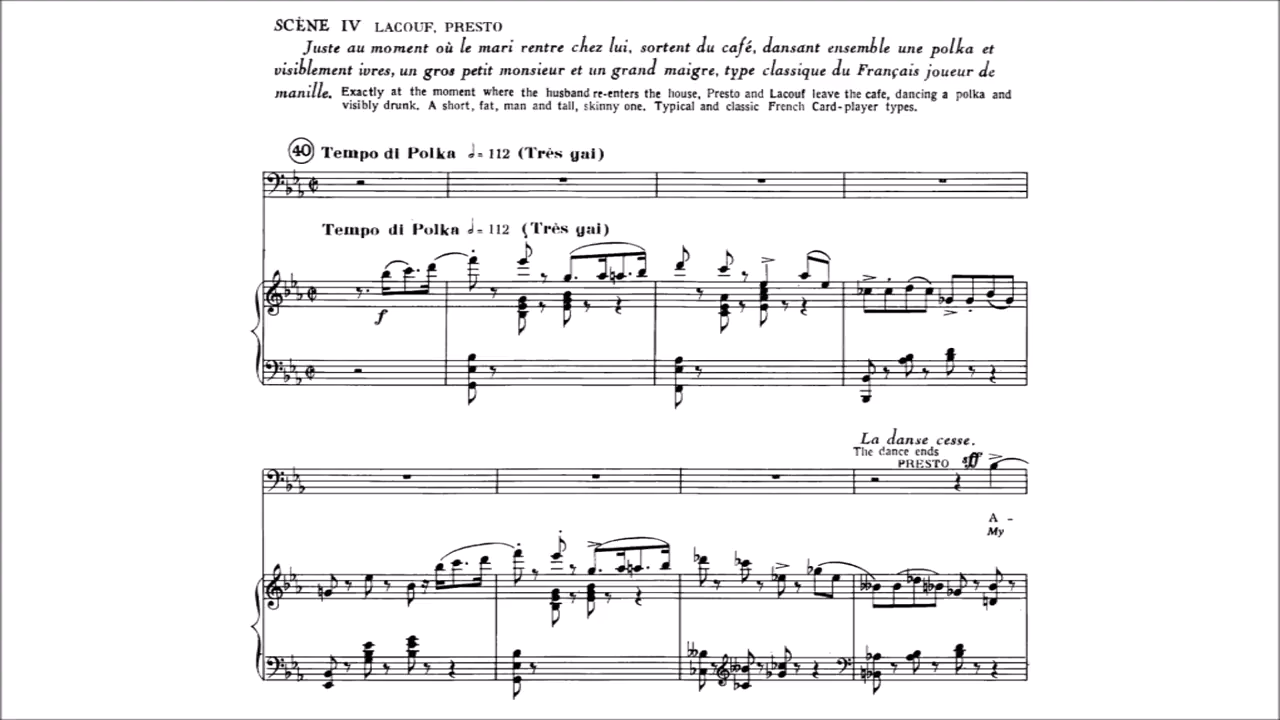 SCÈNE IV LACOUF, PRESTO
Juste au moment où le mari rentre chez lui, sortent du café, dansant ensemble une polka et
visiblement ivres, un gros petit monsieur et un grand maigre, type classique du Français joueur de
manille. Exactly at the moment where the husband re-enters the house, Presto and Lacouf leave the cafe, dancing a polka and
visibly drunk. A short, fat, man and tall, skinny one. Typical and classic French Card-player types.
40 Tempo di Polka 𝅗𝅥 = 112 (Très gai)
Tempo di Polka 𝅗𝅥 = 112 (Très gai)
f
La danse cesse.
The dance ends
PRESTO sff
A -
My